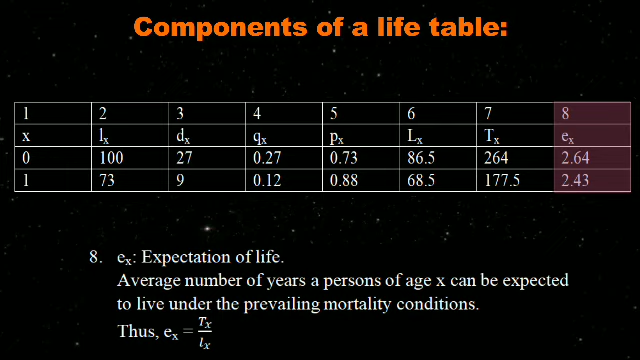 Components of a life table:
1 2 3 4 5 6 7 8
x lₓ dₓ qₓ pₓ Lₓ Tₓ eₓ
0 100 27 0.27 0.73 86.5 264 2.64
1 73 9 0.12 0.88 68.5 177.5 2.43
8. eₓ: Expectation of life.
Average number of years a persons of age x can be expected
to live under the prevailing mortality conditions.
Thus, eₓ = Tₓ/lₓ